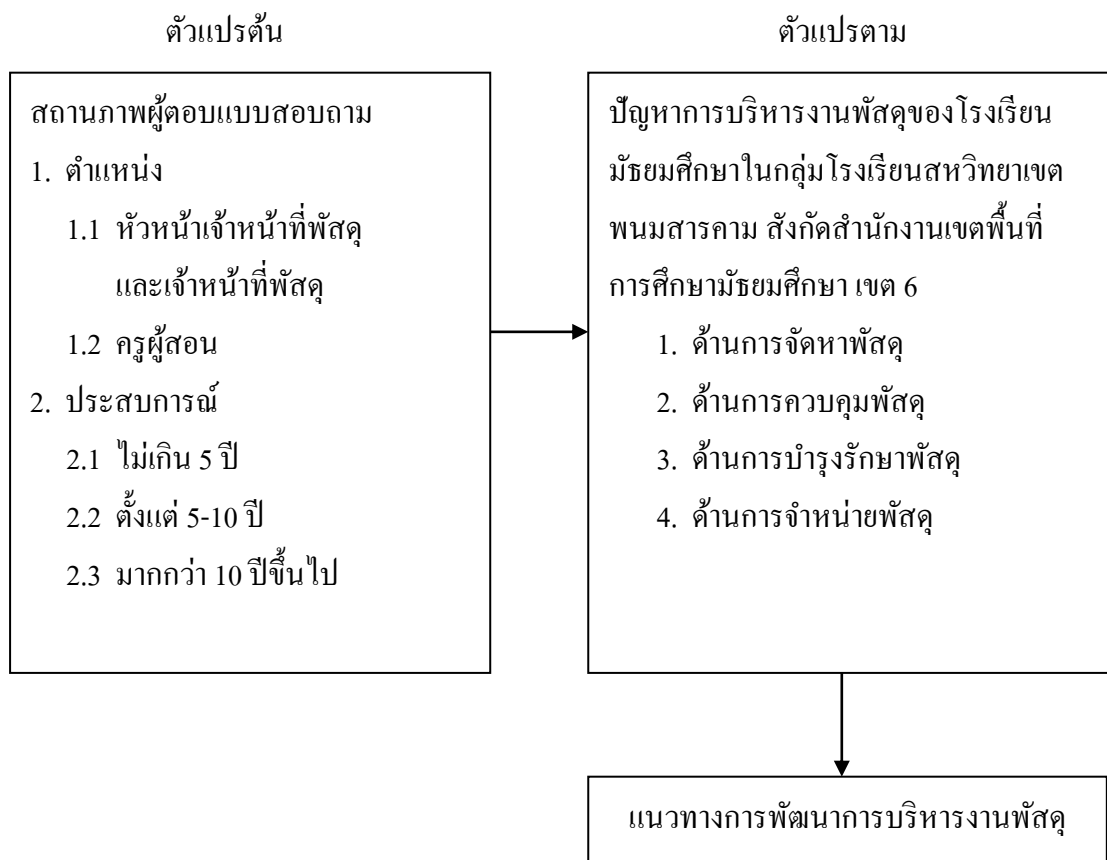 ตัวแปรต้น
ตัวแปรตาม
สถานภาพผู้ตอบแบบสอบถาม
1. ตำแหน่ง
1.1 หัวหน้าเจ้าหน้าที่พัสดุ
และเจ้าหน้าที่พัสดุ
1.2 ครูผู้สอน
2. ประสบการณ์
2.1 ไม่เกิน 5 ปี
2.2 ตั้งแต่ 5-10 ปี
2.3 มากกว่า 10 ปีขึ้นไป
ปัญหาการบริหารงานพัสดุของโรงเรียน
มัธยมศึกษาในกลุ่มโรงเรียนสหวิทยาเขต
พนมสารคาม สังกัดสำนักงานเขตพื้นที่
การศึกษามัธยมศึกษา เขต 6
1. ด้านการจัดหาพัสดุ
2. ด้านการควบคุมพัสดุ
3. ด้านการบำรุงรักษาพัสดุ
4. ด้านการจำหน่ายพัสดุ
แนวทางการพัฒนาการบริหารงานพัสดุ